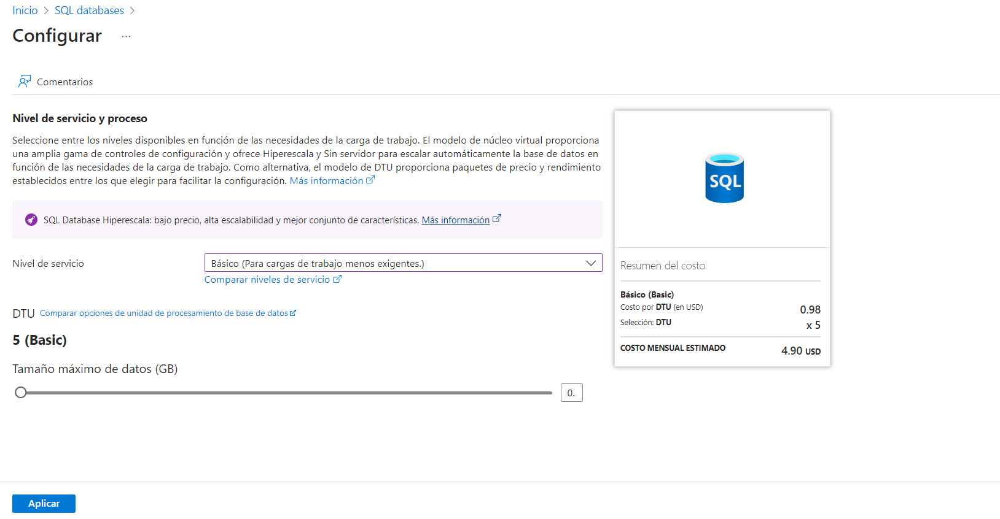 Inicio > SQL databases >
Configurar ...
Comentarios
Nivel de servicio y proceso
Seleccione entre los niveles disponibles en función de las necesidades de la carga de trabajo. El modelo de núcleo virtual proporciona
una amplia gama de controles de configuración y ofrece Hiperescala y Sin servidor para escalar automáticamente la base de datos en
función de las necesidades de la carga de trabajo. Como alternativa, el modelo de DTU proporciona paquetes de precio y rendimiento
establecidos entre los que elegir para facilitar la configuración. Más información
SQL Database Hiperescala: bajo precio, alta escalabilidad y mejor conjunto de características. Más información
Nivel de servicio
Básico (Para cargas de trabajo menos exigentes.)
Comparar niveles de servicio
DTU Comparar opciones de unidad de procesamiento de base de datos
5 (Basic)
Tamaño máximo de datos (GB)
0.
SQL
Resumen del costo
Básico (Basic)
Costo por DTU (en USD) 0.98
Selección: DTU x 5
COSTO MENSUAL ESTIMADO 4.90 USD
Aplicar